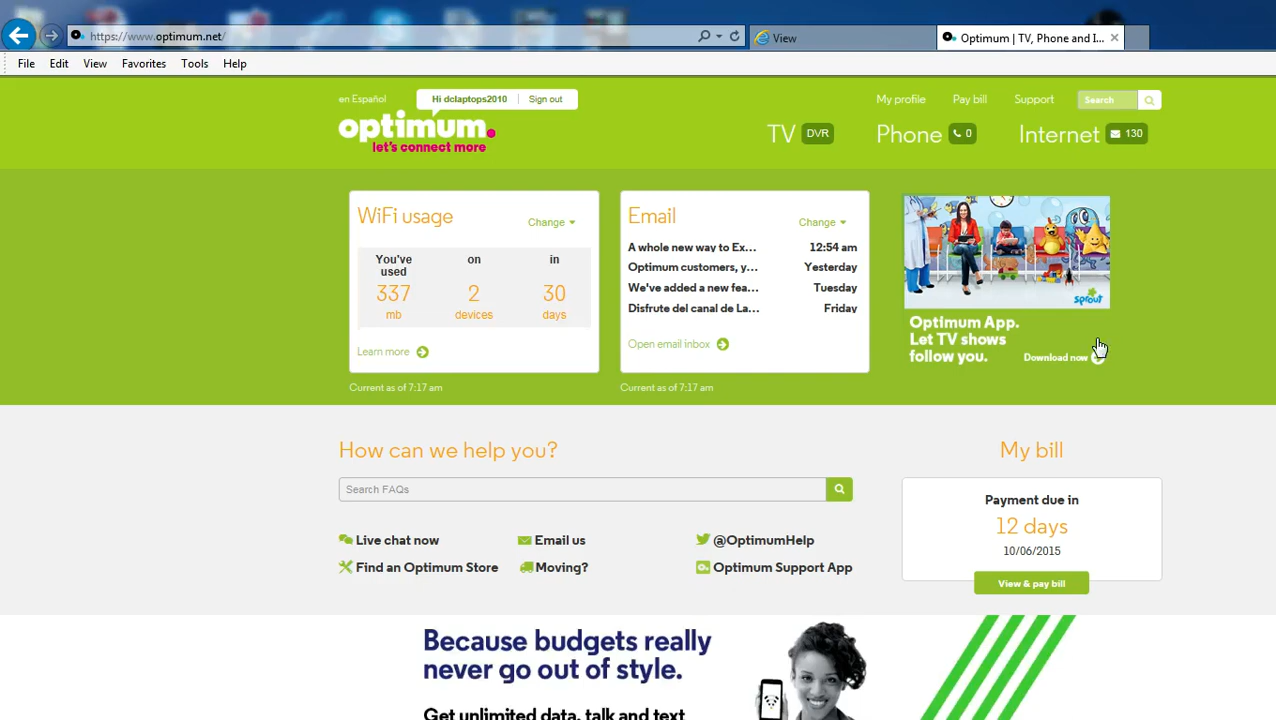 https://www.optimum.net/
View
Optimum | TV, Phone and I...
File Edit View Favorites Tools Help
en Español
Hi dclaptops2010 Sign out
My profile Pay bill Support Search
optimum.
let's connect more
TV DVR Phone 0 Internet 130
WiFi usage
Change
You've used
337
mb
on
2
devices
in
30
days
Learn more
Current as of 7:17 am
Email
Change
A whole new way to Ex... 12:54 am
Optimum customers, y... Yesterday
We've added a new fea... Tuesday
Disfrute del canal de La... Friday
Open email inbox
Current as of 7:17 am
sprout
Optimum App.
Let TV shows
follow you.
Download now
How can we help you?
Search FAQs
Live chat now Email us @OptimumHelp
Find an Optimum Store Moving? Optimum Support App
My bill
Payment due in
12 days
10/06/2015
View & pay bill
Because budgets really
never go out of style.
Get unlimited data, talk and text